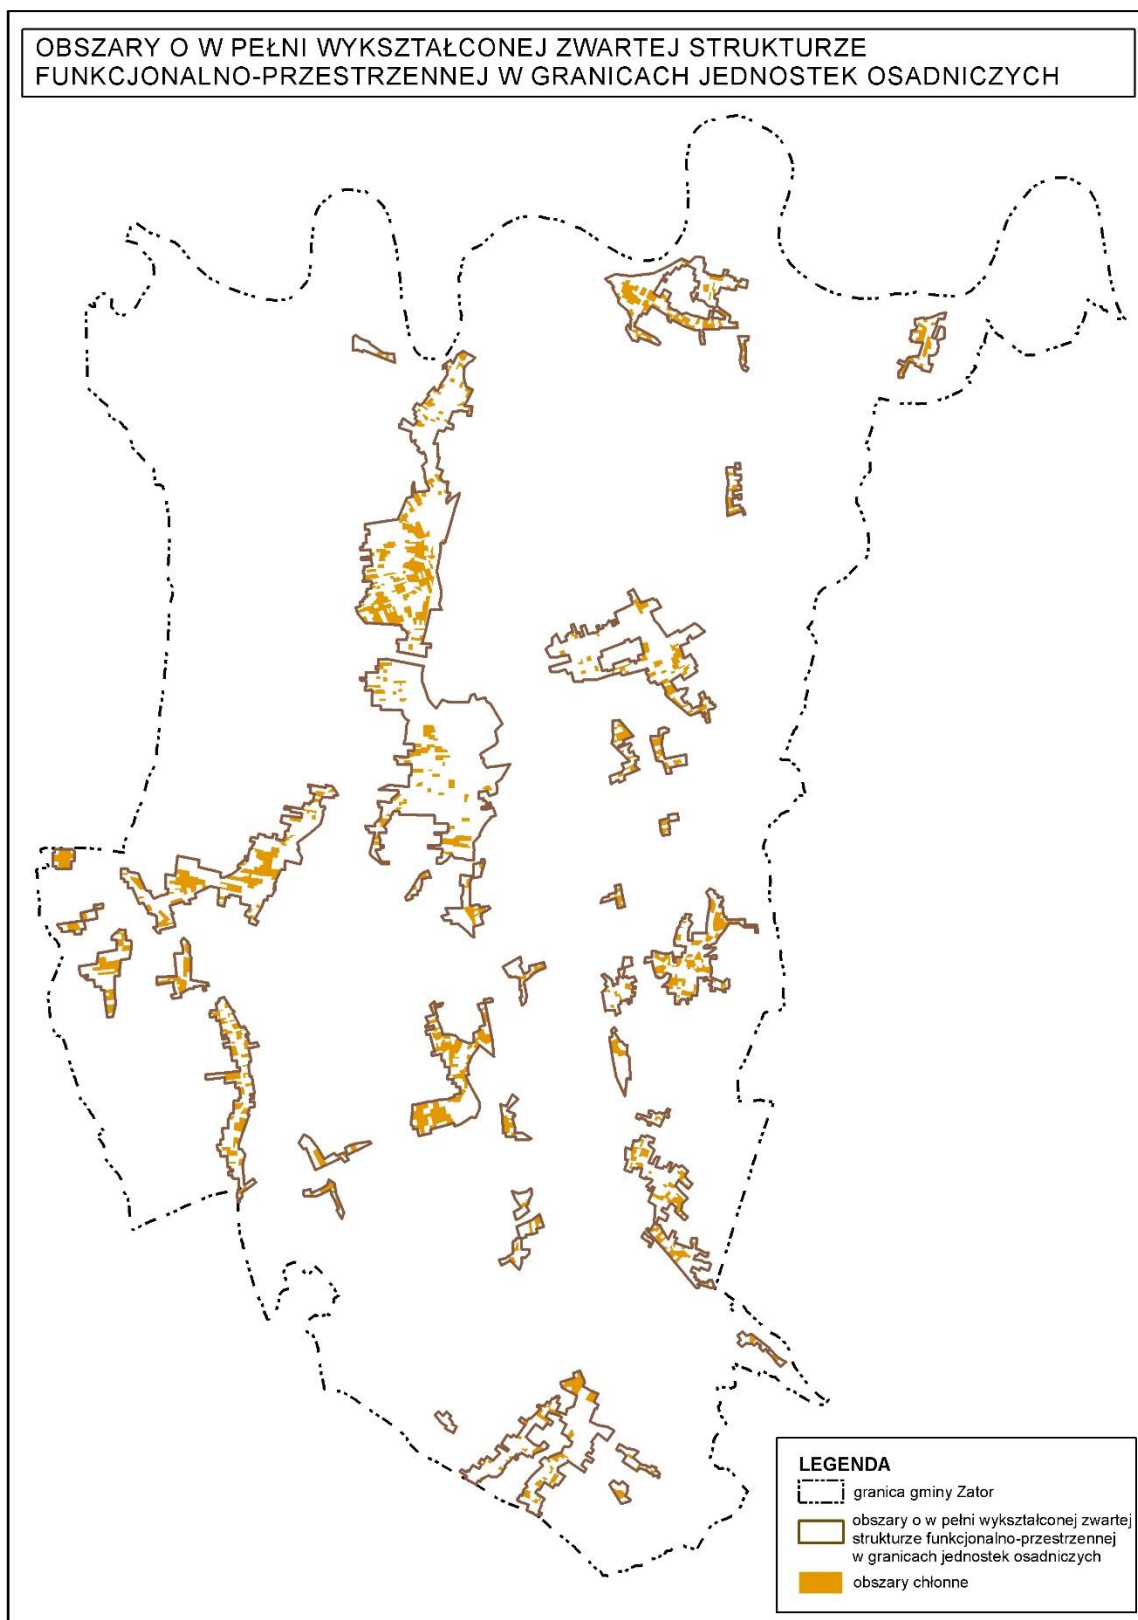 OBSZARY O W PEŁNI WYKSZTAŁCONEJ ZWARTEJ STRUKTURZE
FUNKCJONALNO-PRZESTRZENNEJ W GRANICACH JEDNOSTEK OSADNICZYCH
LEGENDA
granica gminy Zator
obszary o w pełni wykształconej zwartej
strukturze funkcjonalno-przestrzennej
w granicach jednostek osadniczych
obszary chłonne